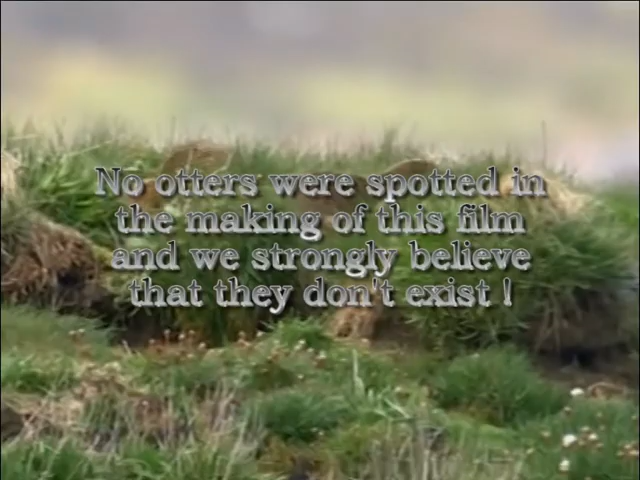 No otters were spotted in
the making of this film
and we strongly believe
that they don't exist !